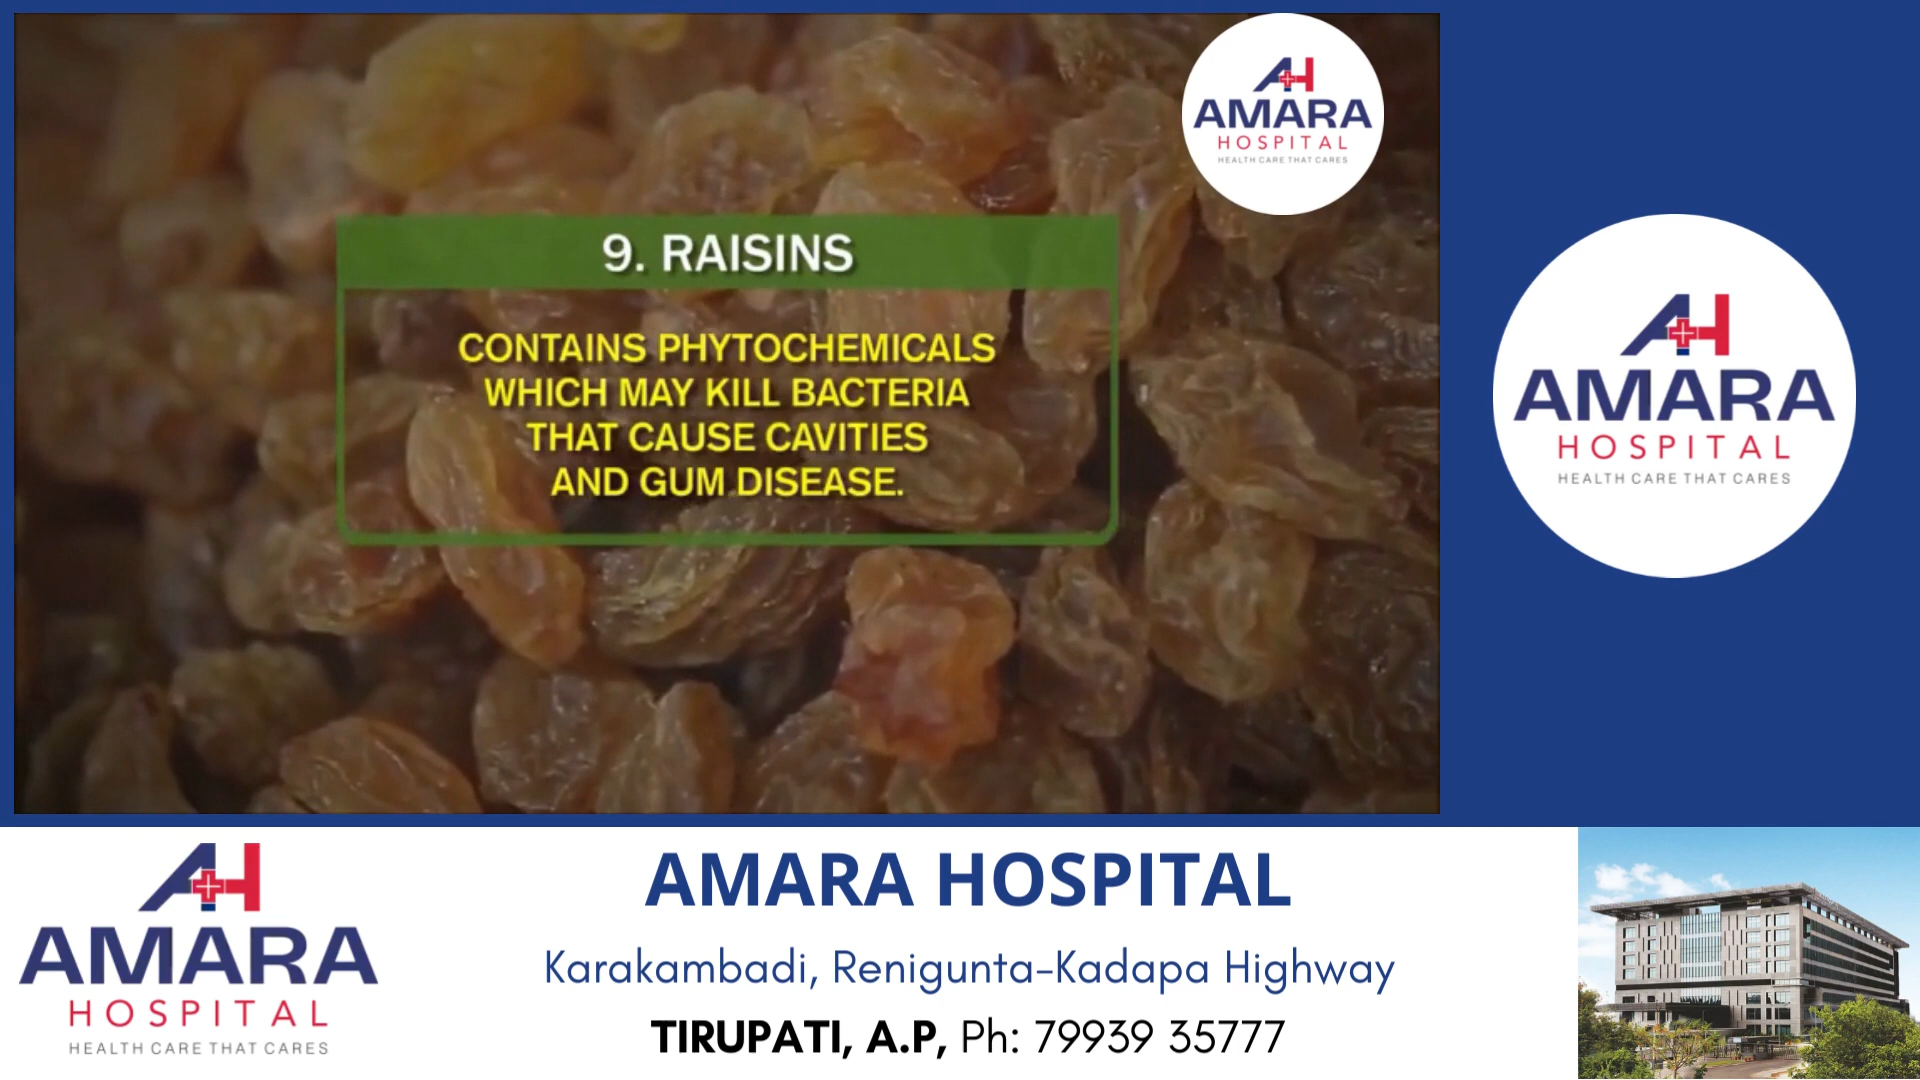 AMARA
HOSPITAL
HEALTH CARE THAT CARES
9. RAISINS
CONTAINS PHYTOCHEMICALS
WHICH MAY KILL BACTERIA
THAT CAUSE CAVITIES
AND GUM DISEASE.
AMARA
HOSPITAL
HEALTH CARE THAT CARES
AMARA
HOSPITAL
HEALTH CARE THAT CARES
AMARA HOSPITAL
Karakambadi, Renigunta-Kadapa Highway
TIRUPATI, A.P, Ph: 79939 35777